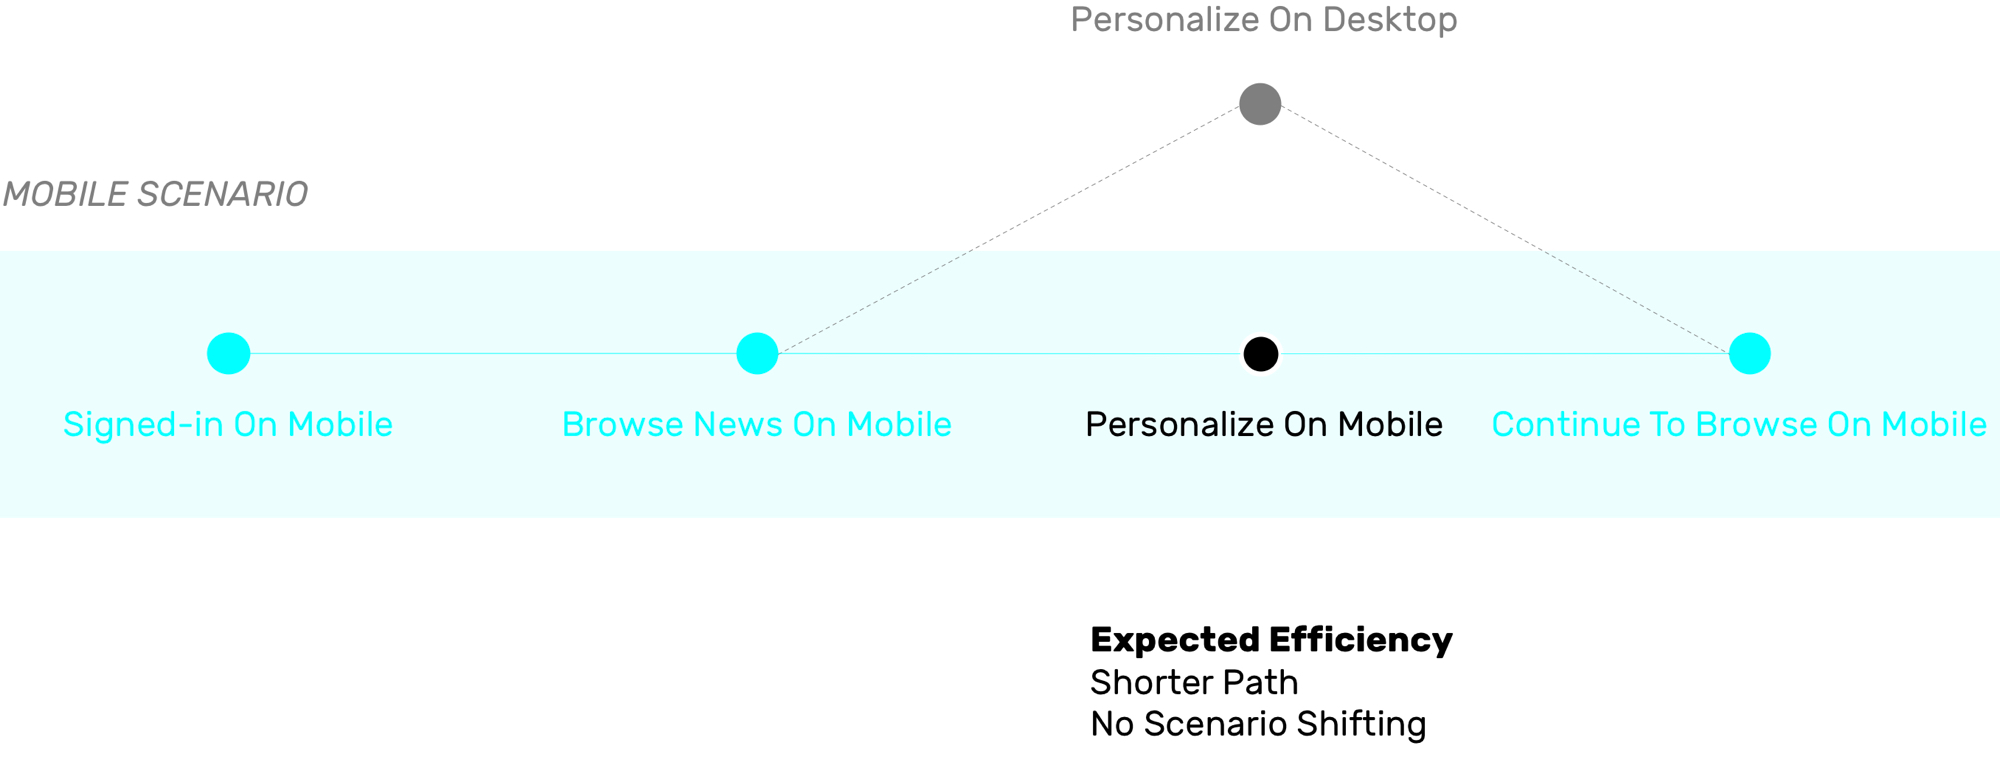 Personalize On Desktop
MOBILE SCENARIO
Signed-in On Mobile
Browse News On Mobile
Personalize On Mobile
Continue To Browse On Mobile
Expected Efficiency
Shorter Path
No Scenario Shifting